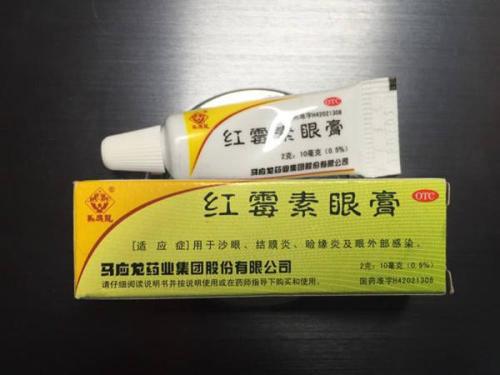 OTC
国药准字H42021308
红霉素眼膏
2克：10毫克（0.5%）
马应龙药业集团股份有限公司
馬應龍
红霉素眼膏
OTC
[适 应 症]用于沙眼、结膜炎、睑缘炎及眼外部感染。
马应龙药业集团股份有限公司
2克：10毫克（0.5%）
请仔细阅读说明书并按说明使用或在药师指导下购买和使用。
国药准字H42021308